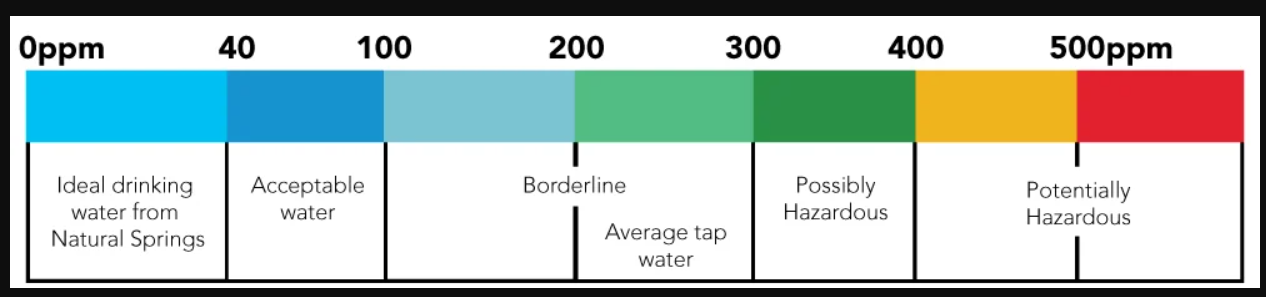 0ppm 40 100 200 300 400 500ppm
Ideal drinking
water from
Natural Springs
Acceptable
water
Borderline
Average tap
water
Possibly
Hazardous
Potentially
Hazardous